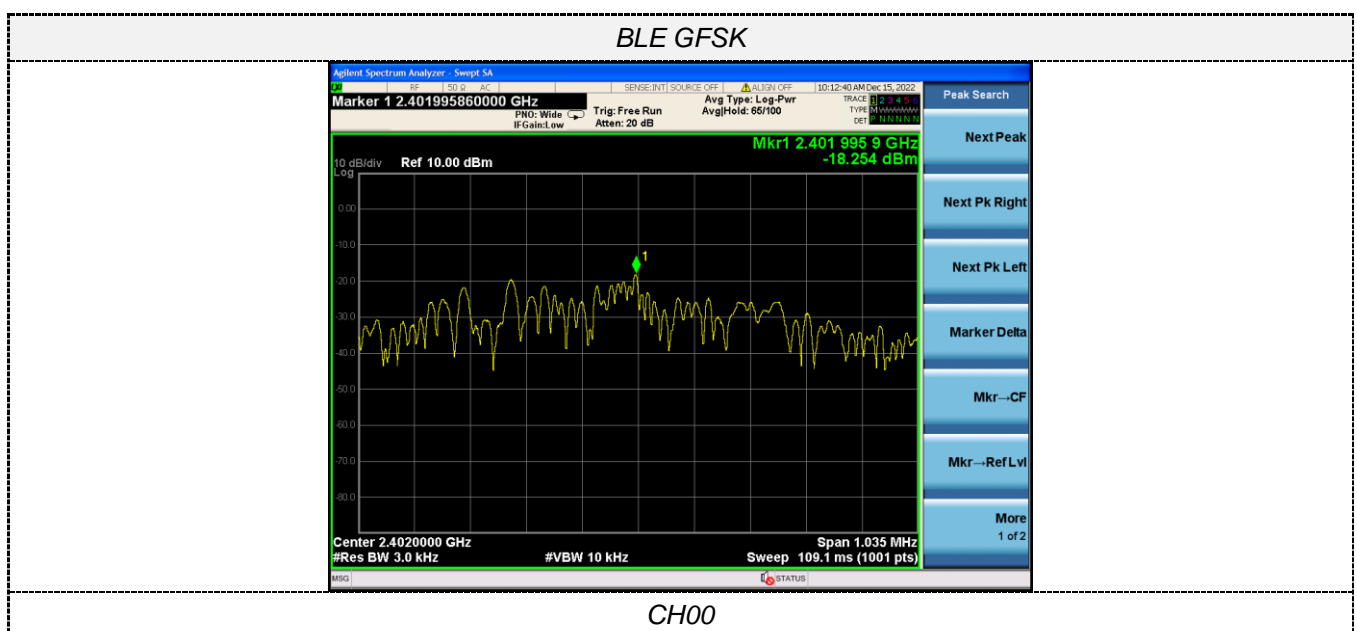 BLE GFSK
Agilent Spectrum Analyzer - Swept SA
RF 50 Ω AC SENSE:INT SOURCE OFF ALIGN OFF 10:12:40 AM Dec 15, 2022
Marker 1 2.401995860000 GHz
PNO: Wide
IFGain:Low
Trig: Free Run
Atten: 20 dB
Avg Type: Log-Pwr
Avg|Hold: 65/100
TRACE 1 2 3 4 5 6
TYPE M
DET P N N N N N
Mkr1 2.401 995 9 GHz
-18.254 dBm
10 dB/div Ref 10.00 dBm
Log
0.00
-10.0
-20.0
-30.0
-40.0
-50.0
-60.0
-70.0
-80.0
1
Center 2.4020000 GHz Span 1.035 MHz
#Res BW 3.0 kHz #VBW 10 kHz Sweep 109.1 ms (1001 pts)
MSG STATUS
Peak Search
Next Peak
Next Pk Right
Next Pk Left
Marker Delta
Mkr→CF
Mkr→Ref Lvl
More
1 of 2
CH00